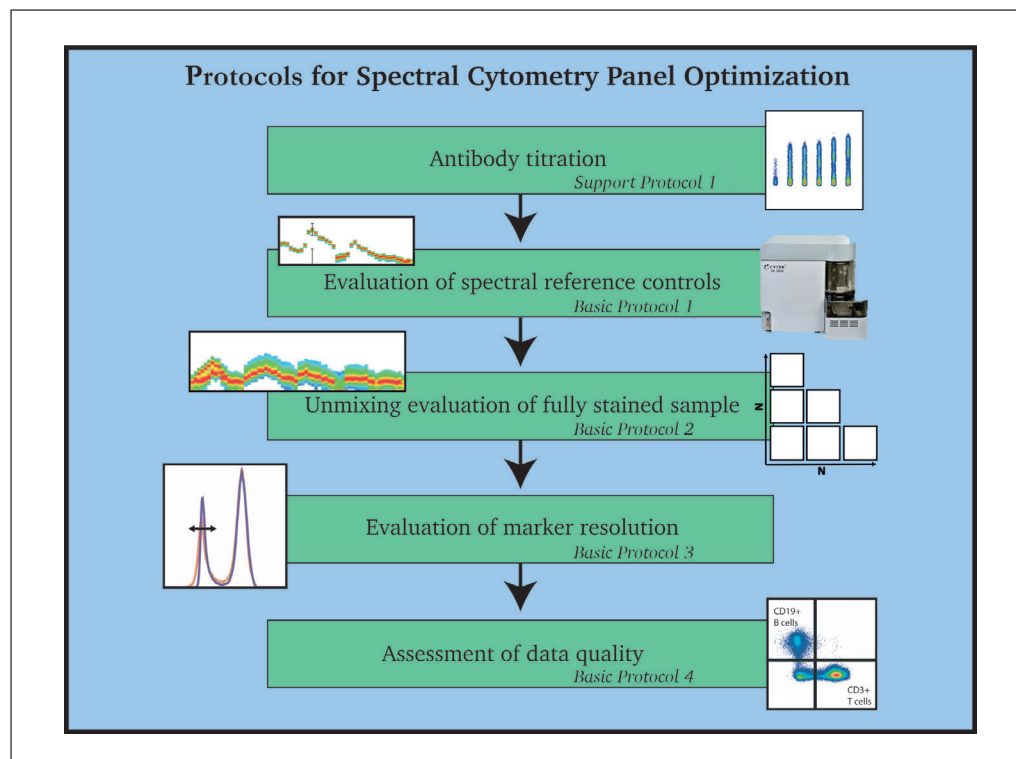 Protocols for Spectral Cytometry Panel Optimization
Antibody titration
Support Protocol 1
Evaluation of spectral reference controls
Basic Protocol 1
CYTEK
Unmixing evaluation of fully stained sample
Basic Protocol 2
N
N
Evaluation of marker resolution
Basic Protocol 3
CD19+
B cells
Assessment of data quality
Basic Protocol 4
CD3+
T cells